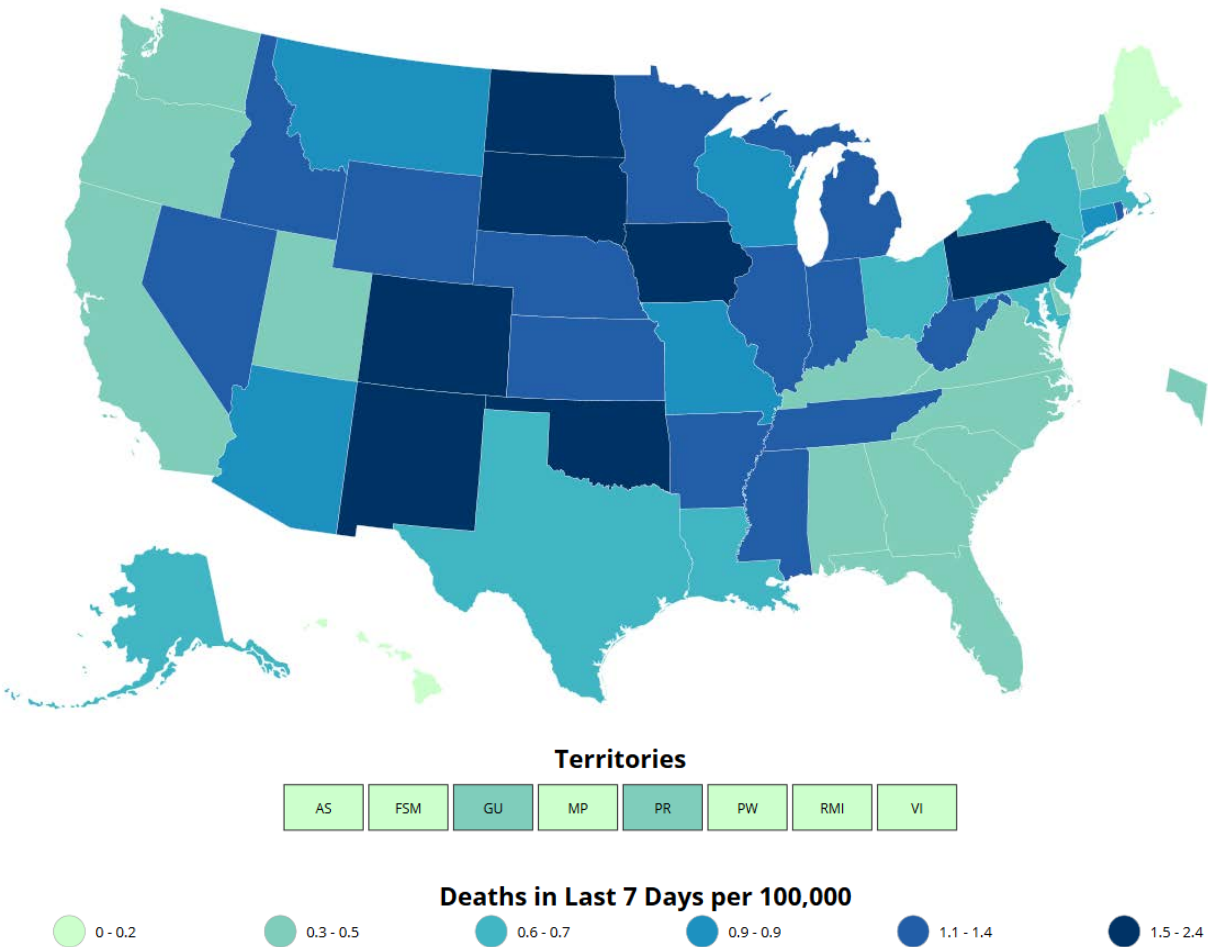 Territories
AS FSM GU MP PR PW RMI VI
Deaths in Last 7 Days per 100,000
0 - 0.2 0.3 - 0.5 0.6 - 0.7 0.9 - 0.9 1.1 - 1.4 1.5 - 2.4